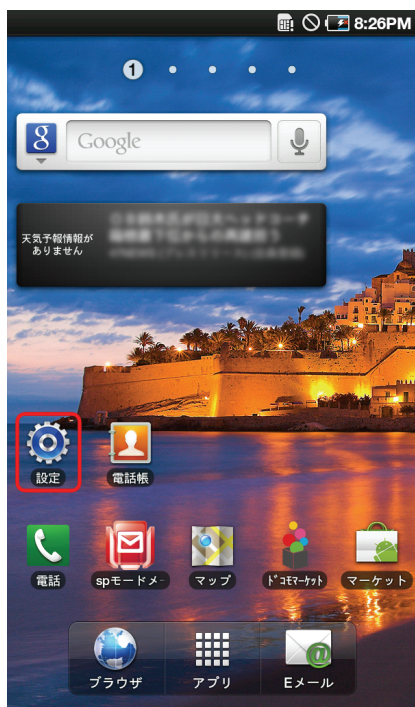 8:26PM
1
8 Google
天気予報情報が
ありません
設定
電話帳
電話
spモードメ-
マップ
ドコモマーケット
マーケット
ブラウザ
アプリ
Eメール